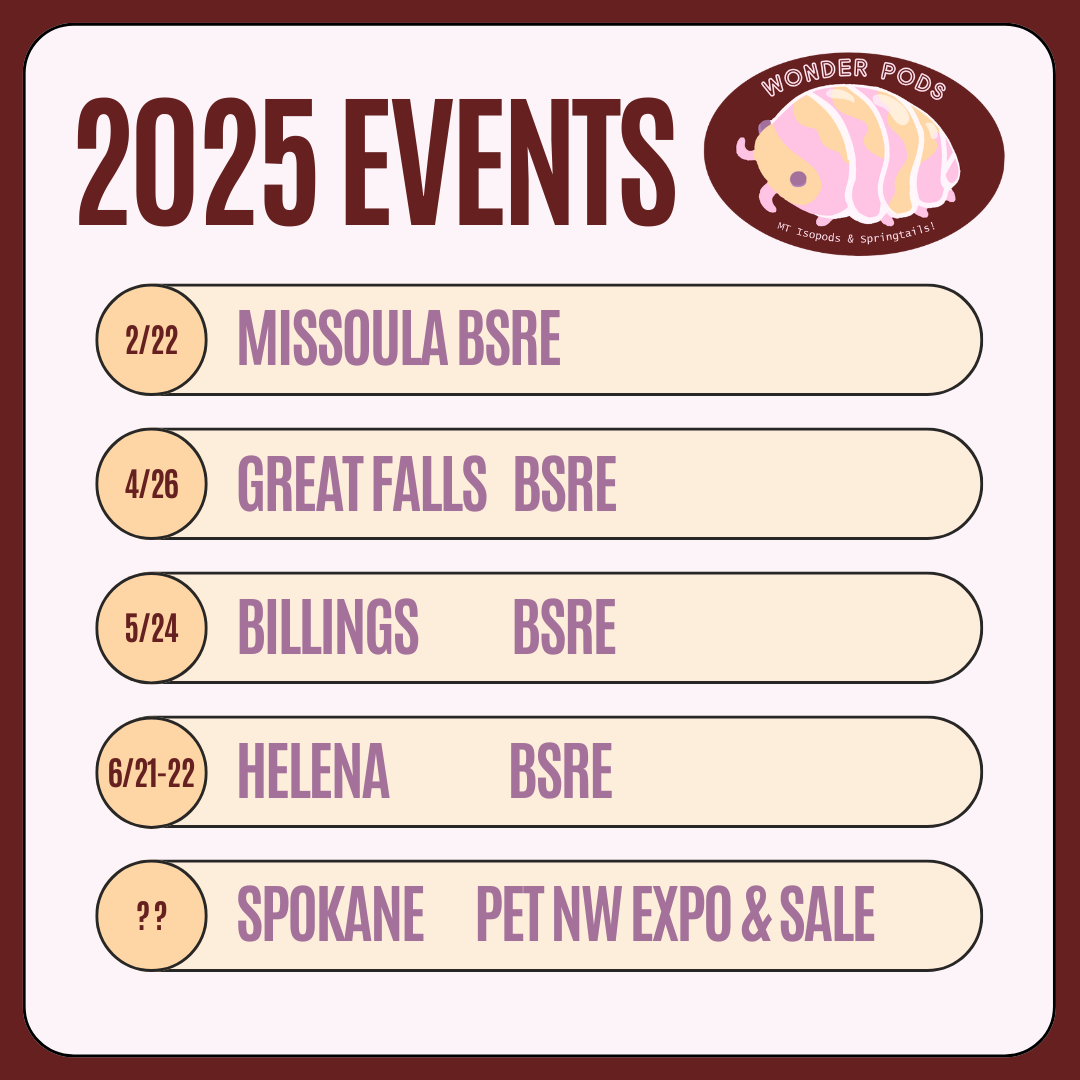 2025 EVENTS
WONDER PODS
MT Isopods & Springtails!
2/22 MISSOULA BSRE
4/26 GREAT FALLS BSRE
5/24 BILLINGS BSRE
6/21-22 HELENA BSRE
?? SPOKANE PET NW EXPO & SALE